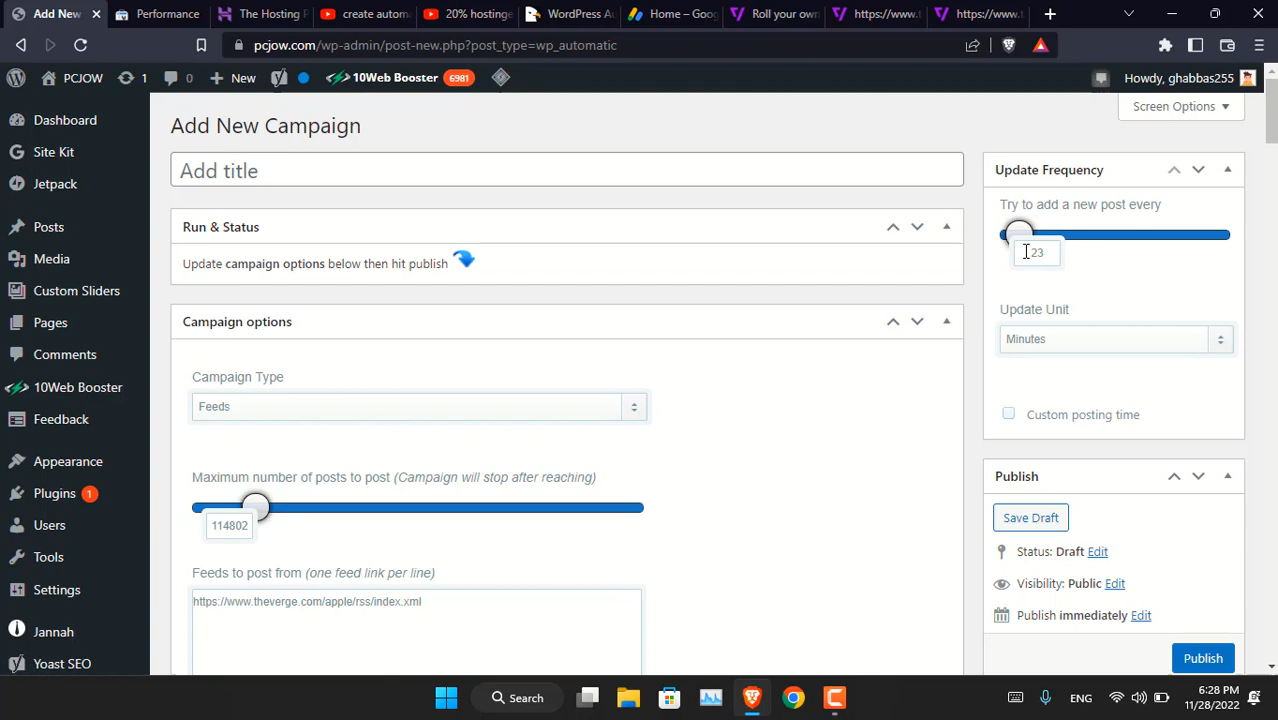 Add New
Performance
The Hosting P
create autom
20% hostinge
WordPress Au
Home – Goog
Roll your own
https://www.t
https://www.t
pcjow.com/wp-admin/post-new.php?post_type=wp_automatic
PCJOW
1
0
New
10Web Booster
6981
Howdy, ghabbas255
Dashboard
Site Kit
Jetpack
Posts
Media
Custom Sliders
Pages
Comments
10Web Booster
Feedback
Appearance
Plugins 1
Users
Tools
Settings
Jannah
Yoast SEO
Screen Options
Add New Campaign
Add title
Run & Status
Update campaign options below then hit publish
Campaign options
Campaign Type
Feeds
Maximum number of posts to post (Campaign will stop after reaching)
114802
Feeds to post from (one feed link per line)
https://www.theverge.com/apple/rss/index.xml
Update Frequency
Try to add a new post every
23
Update Unit
Minutes
Custom posting time
Publish
Save Draft
Status: Draft Edit
Visibility: Public Edit
Publish immediately Edit
Publish
Search
ENG
6:28 PM
11/28/2022